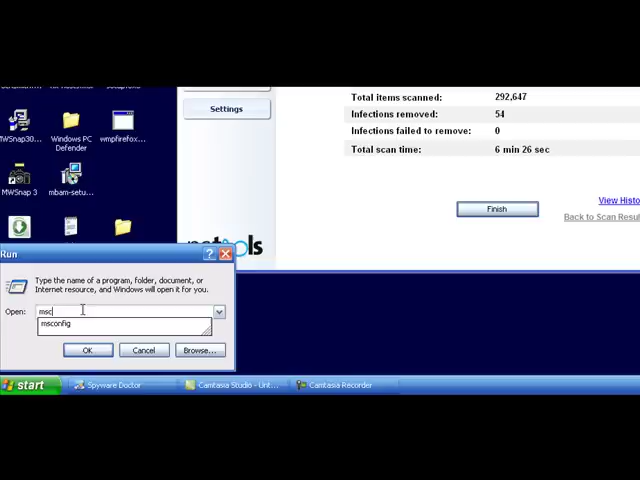 Settings
Total items scanned: 292,647
Infections removed: 54
Infections failed to remove: 0
Total scan time: 6 min 26 sec
MWSnap30...
Windows PC Defender
wmpfirefox...
MWSnap 3
mbam-setu...
View Histo
Finish
Back to Scan Resul
Run
?
Type the name of a program, folder, document, or
Internet resource, and Windows will open it for you.
Open: msc
msconfig
OK Cancel Browse...
start Spyware Doctor Camtasia Studio - Unt... Camtasia Recorder